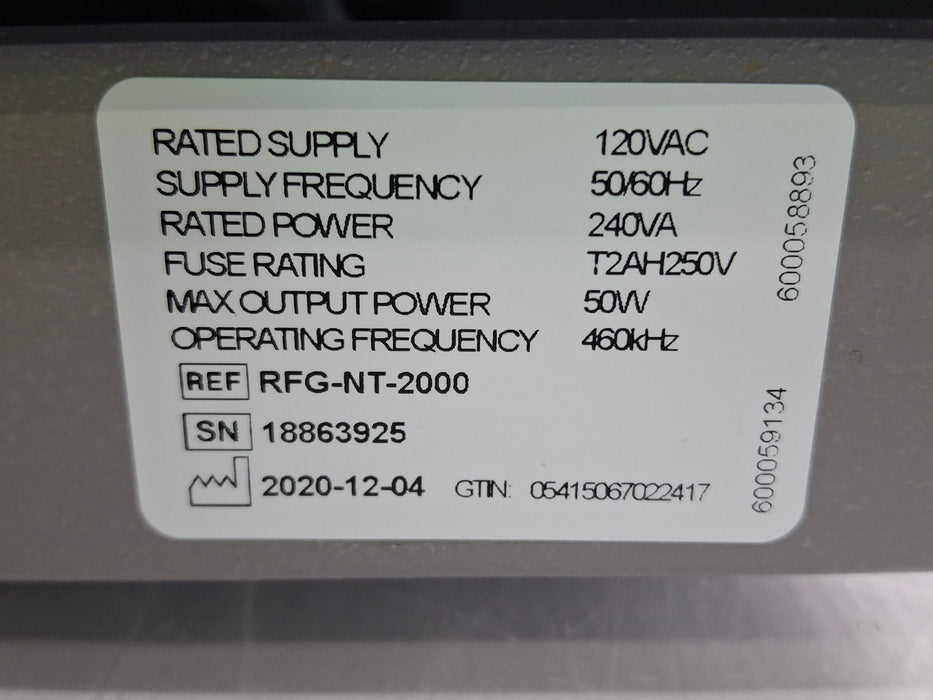 RATED SUPPLY 120VAC
SUPPLY FREQUENCY 50/60Hz
RATED POWER 240VA
FUSE RATING T2AH250V
MAX OUTPUT POWER 50W
OPERATING FREQUENCY 460kHz
REF RFG-NT-2000
SN 18863925
2020-12-04 GTIN: 05415067022417
600058893
600059134